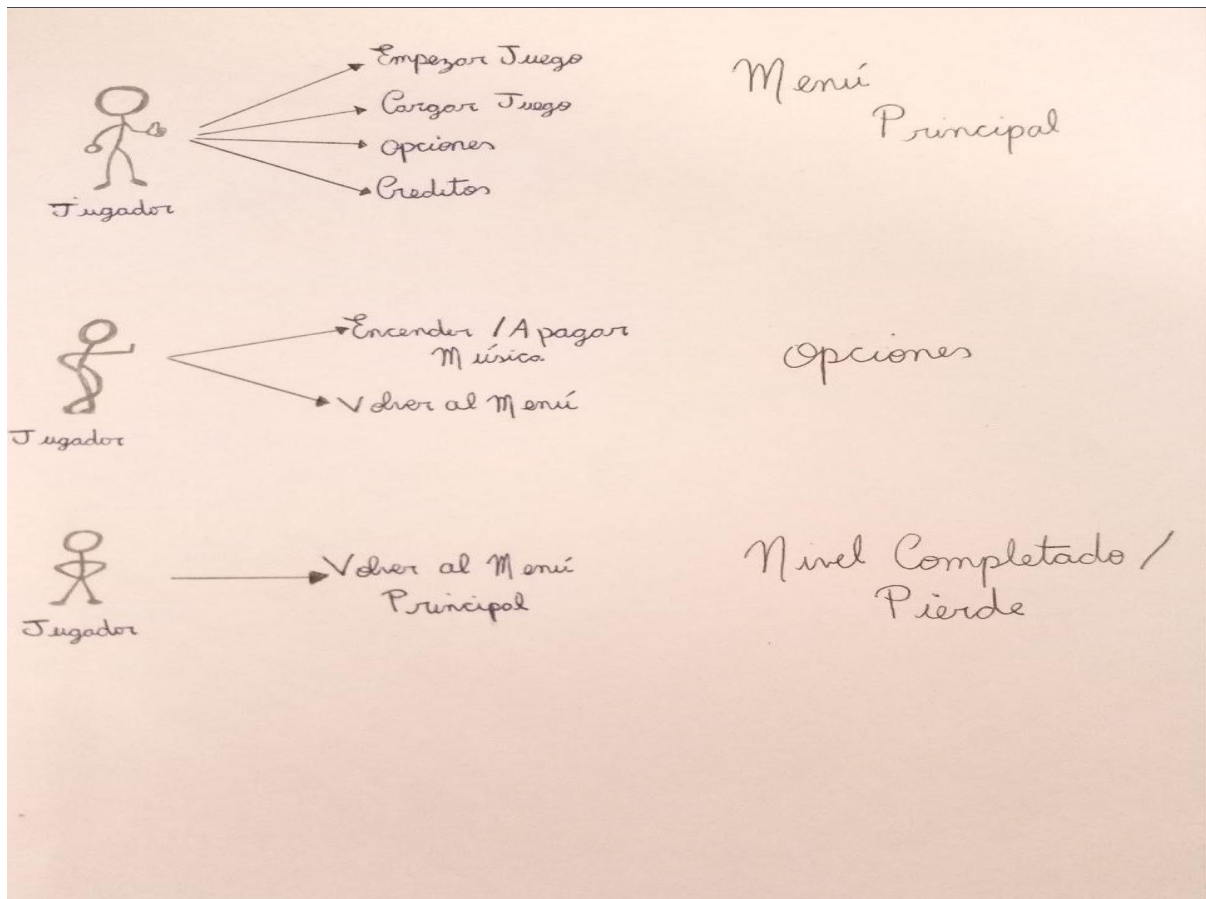 Empezar Juego
Cargar Juego
Opciones
Creditos
Jugador
Menú
Principal
Encender / Apagar
Música
Volver al Menú
Jugador
Opciones
Volver al Menú
Principal
Jugador
Nivel Completado /
Pierde